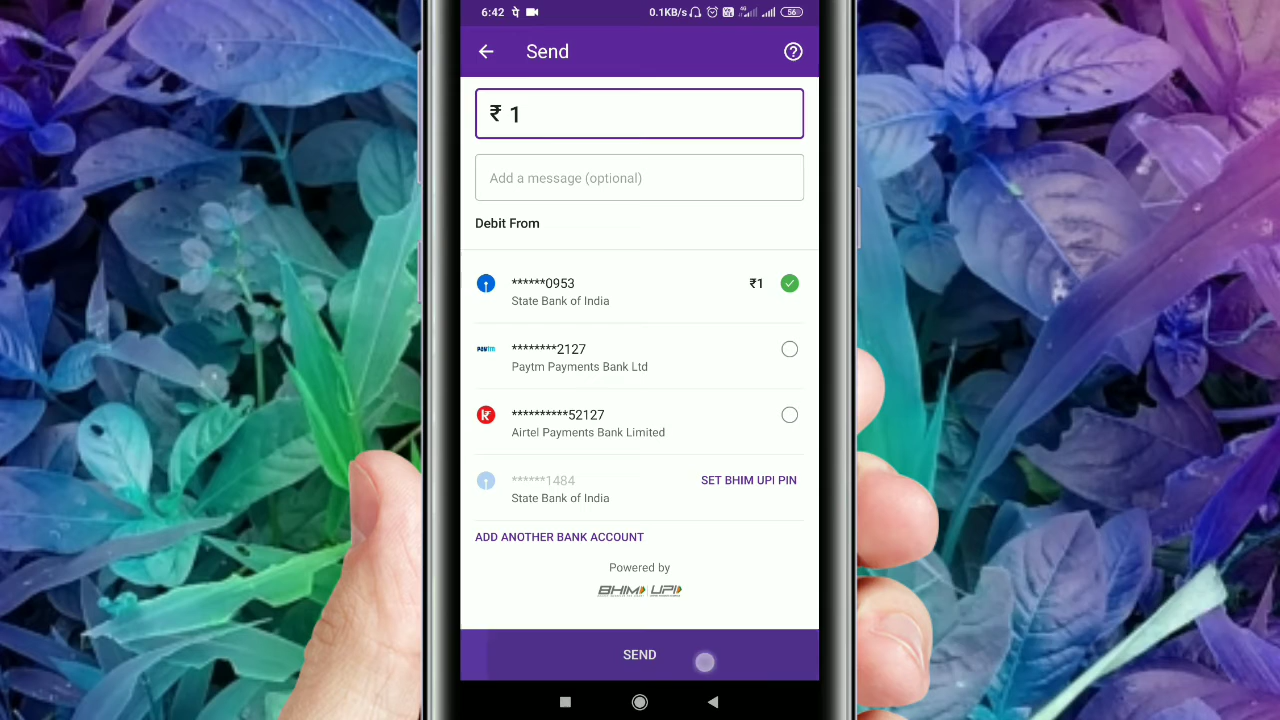 6:42 पे 0.1KB/s 4G 56
Send
₹ 1
Add a message (optional)
Debit From
******0953 ₹1
State Bank of India
paytm ********2127
Paytm Payments Bank Ltd
**********52127
Airtel Payments Bank Limited
******1484 SET BHIM UPI PIN
State Bank of India
ADD ANOTHER BANK ACCOUNT
Powered by
BHIM UPI
SEND